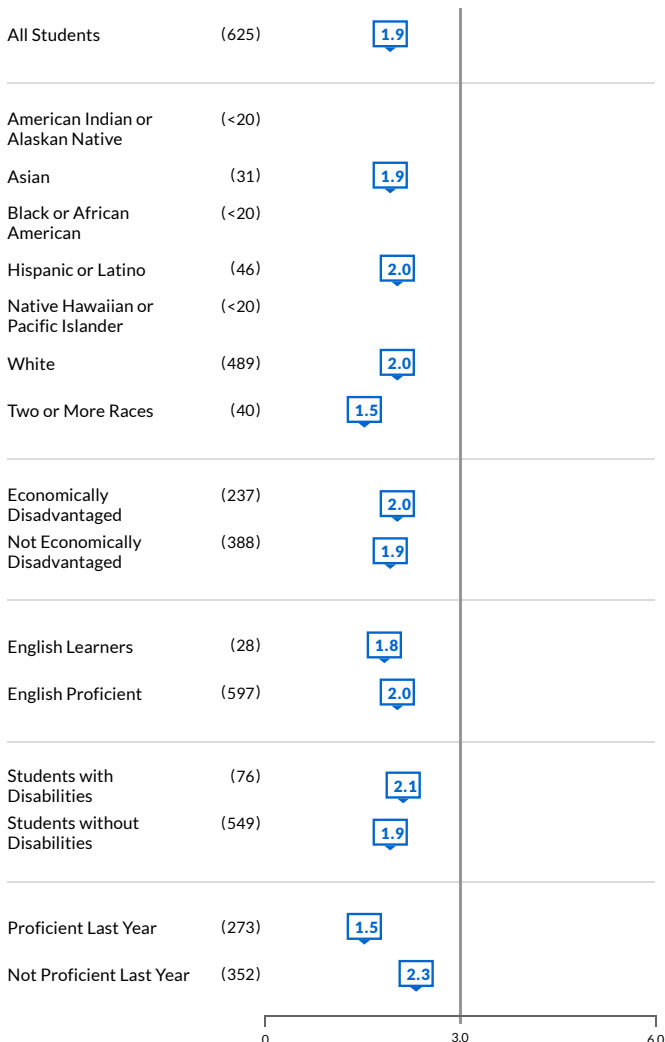 All Students (625) 1.9
American Indian or (<20)
Alaskan Native
Asian (31) 1.9
Black or African (<20)
American
Hispanic or Latino (46) 2.0
Native Hawaiian or (<20)
Pacific Islander
White (489) 2.0
Two or More Races (40) 1.5
Economically (237) 2.0
Disadvantaged
Not Economically (388) 1.9
Disadvantaged
English Learners (28) 1.8
English Proficient (597) 2.0
Students with (76) 2.1
Disabilities
Students without (549) 1.9
Disabilities
Proficient Last Year (273) 1.5
Not Proficient Last Year (352) 2.3
0 3.0 6.0